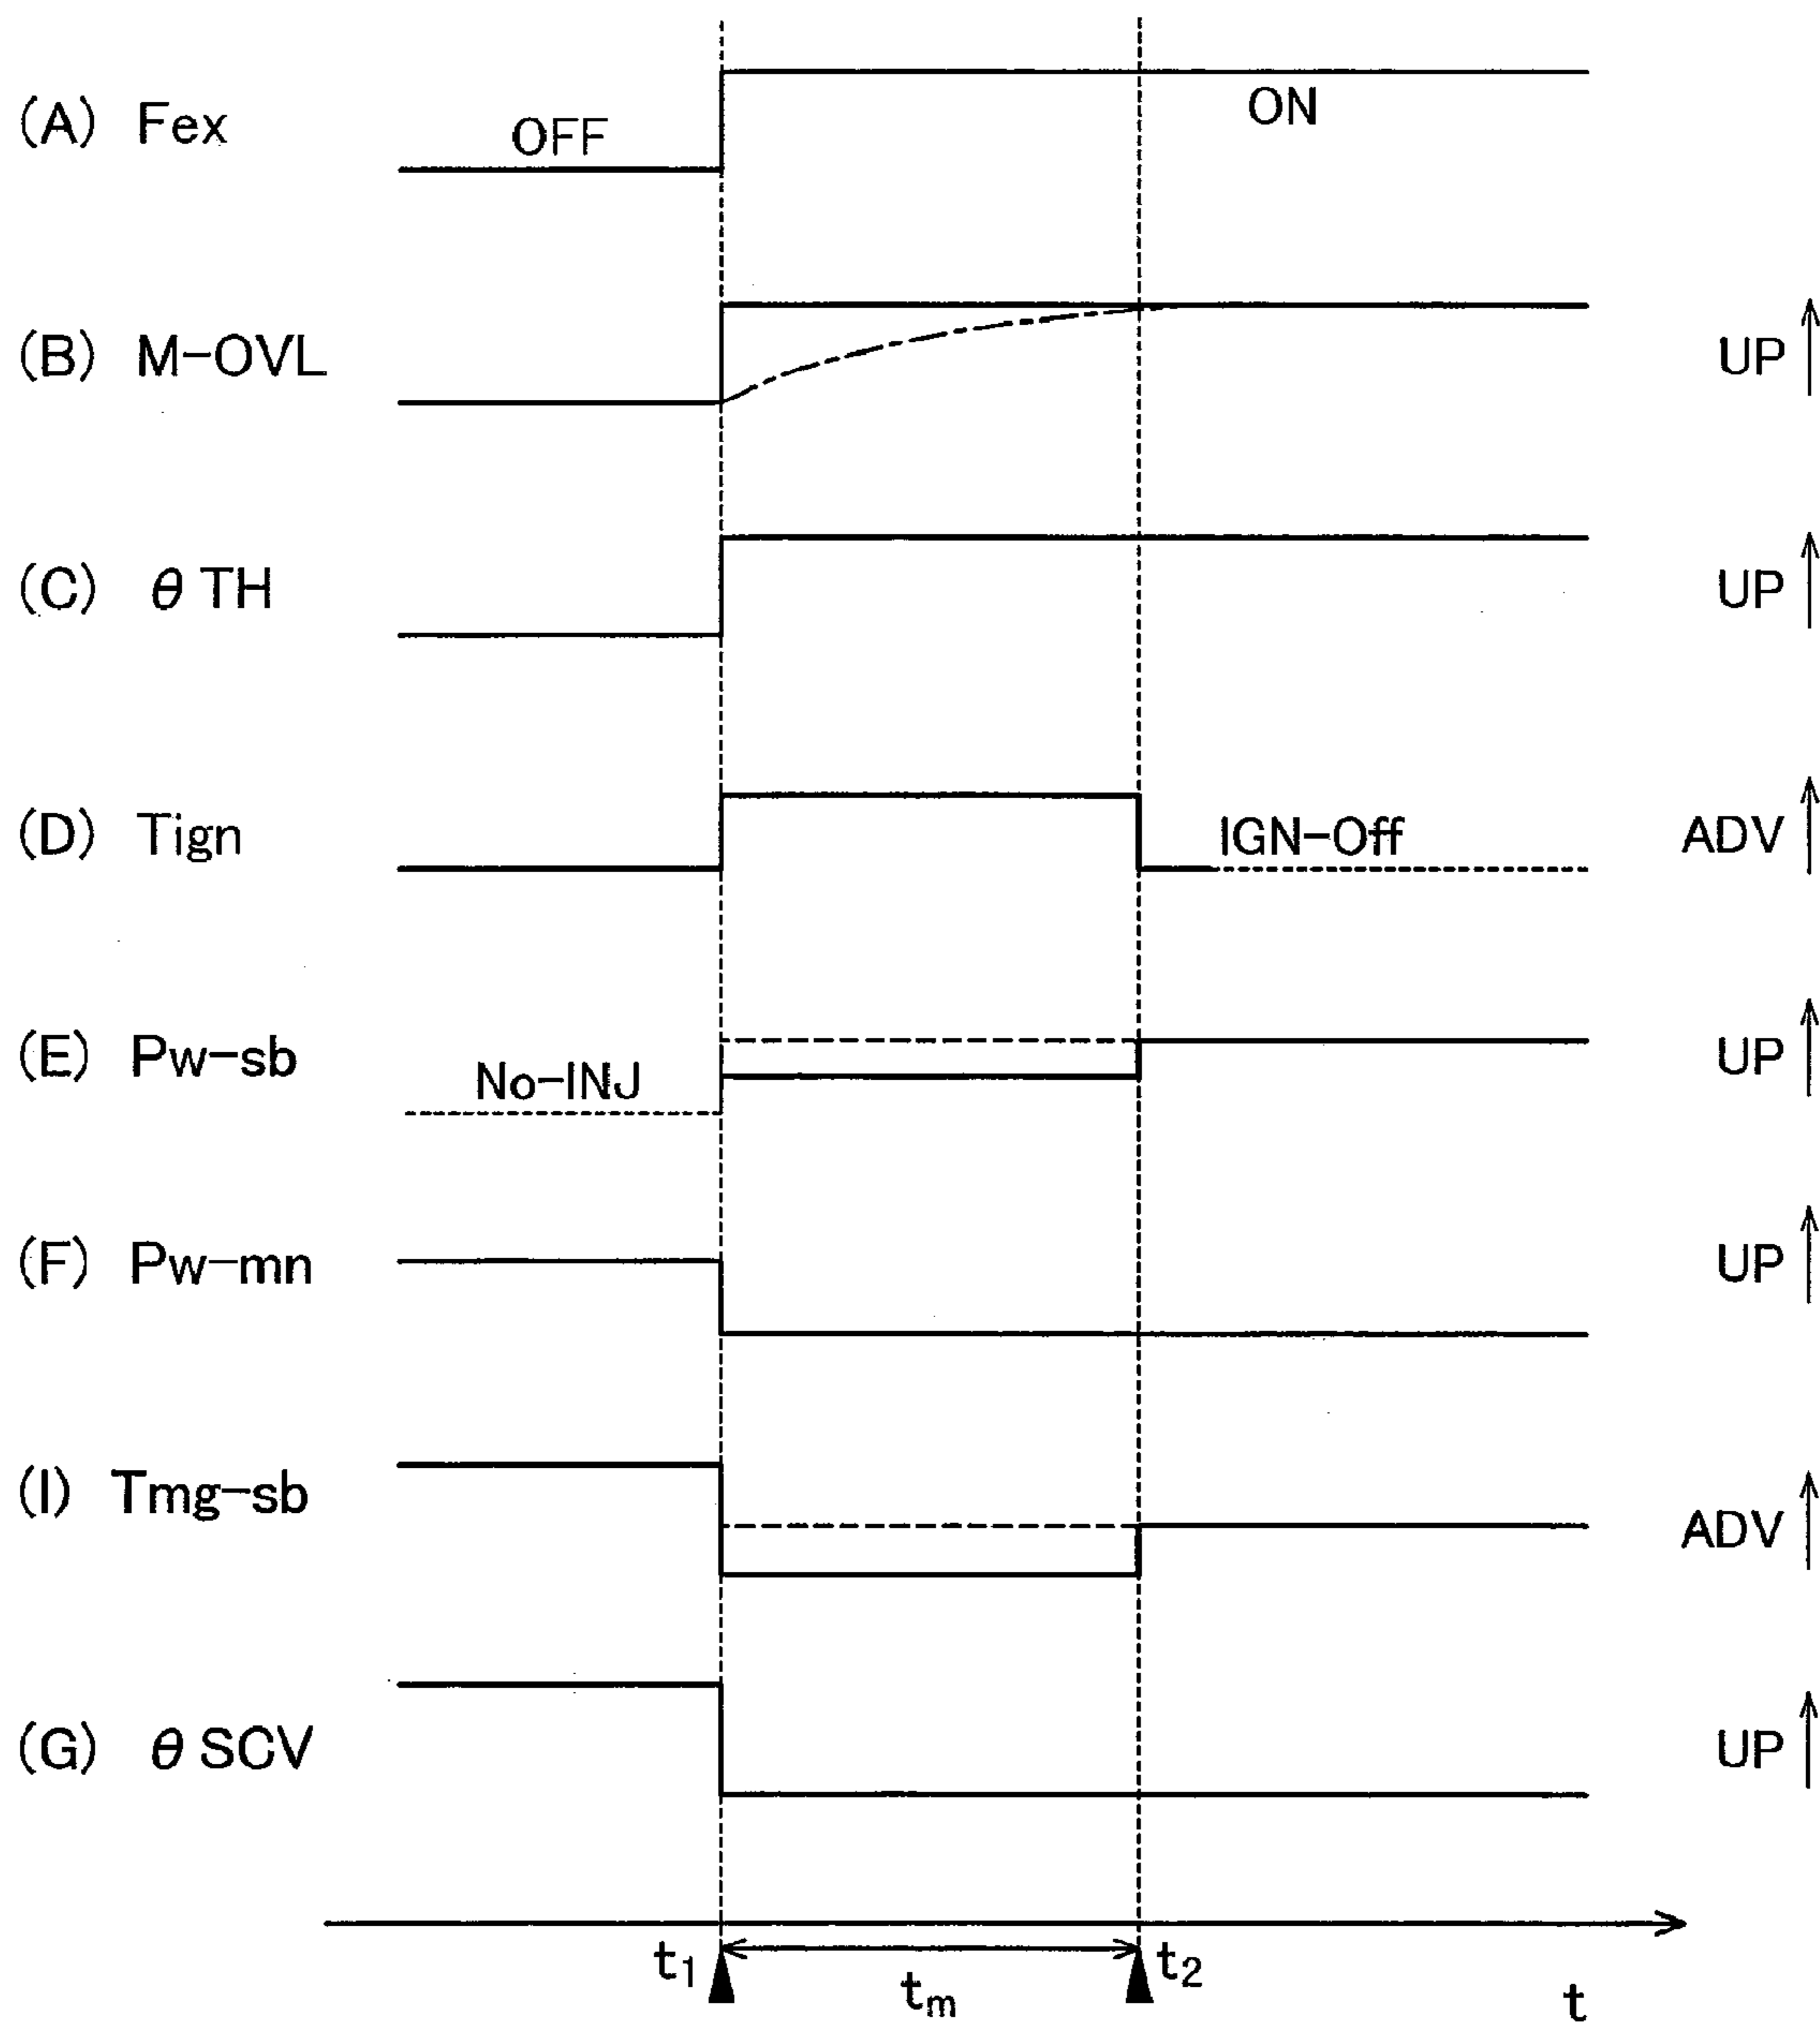 (A) Fex OFF ON
(B) M-OVL UP
(C) θ TH UP
(D) Tign IGN-Off ADV
(E) Pw-sb No-INJ UP
(F) Pw-mn UP
(I) Tmg-sb ADV
(G) θ SCV UP
t₁ tₘ t₂ t